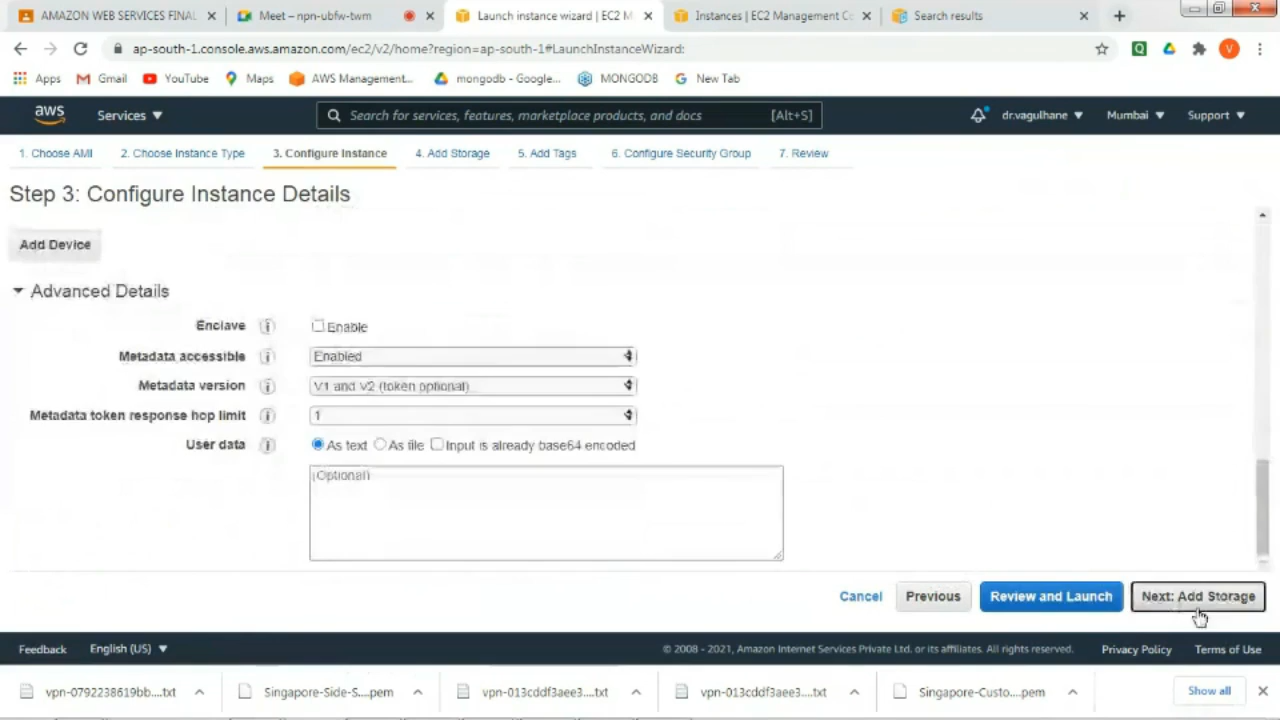 AMAZON WEB SERVICES FINAL
Meet – npn-ubfw-twm
Launch instance wizard | EC2 M
Instances | EC2 Management Co
Search results
ap-south-1.console.aws.amazon.com/ec2/v2/home?region=ap-south-1#LaunchInstanceWizard:
Q
V
Apps
Gmail
YouTube
Maps
AWS Management...
mongodb - Google...
MONGODB
New Tab
aws
Services
Search for services, features, marketplace products, and docs
[Alt+S]
dr.vagulhane
Mumbai
Support
1. Choose AMI
2. Choose Instance Type
3. Configure Instance
4. Add Storage
5. Add Tags
6. Configure Security Group
7. Review
Step 3: Configure Instance Details
Add Device
Advanced Details
Enclave
Enable
Metadata accessible
Enabled
Metadata version
V1 and V2 (token optional)
Metadata token response hop limit
1
User data
As text
As file
Input is already base64 encoded
(Optional)
Cancel
Previous
Review and Launch
Next: Add Storage
Feedback
English (US)
© 2008 - 2021, Amazon Internet Services Private Ltd. or its affiliates. All rights reserved.
Privacy Policy
Terms of Use
vpn-0792238619bb....txt
Singapore-Side-S....pem
vpn-013cddf3aee3....txt
vpn-013cddf3aee3....txt
Singapore-Custo....pem
Show all